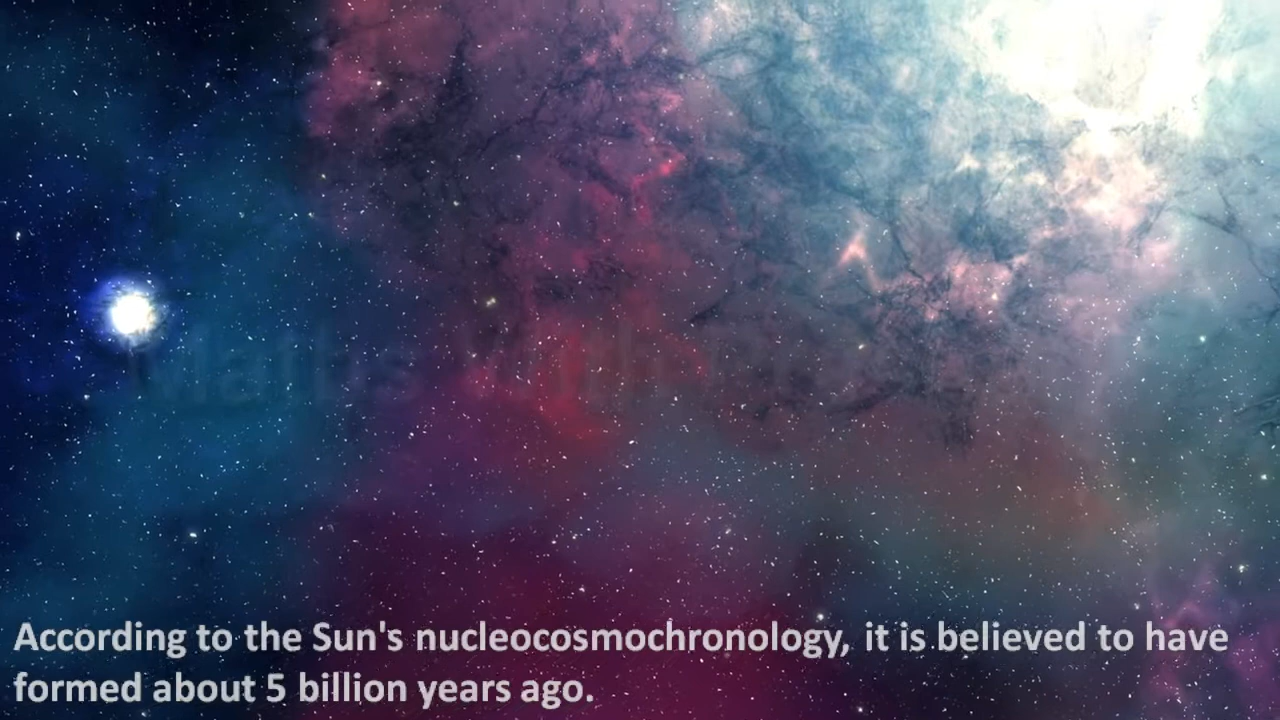 According to the Sun's nucleocosmochronology, it is believed to have
formed about 5 billion years ago.